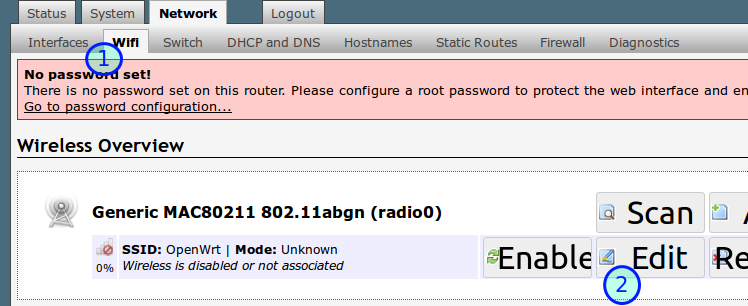 Status System Network Logout
Interfaces Wifi Switch DHCP and DNS Hostnames Static Routes Firewall Diagnostics
1
No password set!
There is no password set on this router. Please configure a root password to protect the web interface and en
Go to password configuration...
Wireless Overview
Generic MAC80211 802.11abgn (radio0)
Scan
SSID: OpenWrt | Mode: Unknown
Enable Edit Re
0% Wireless is disabled or not associated
2